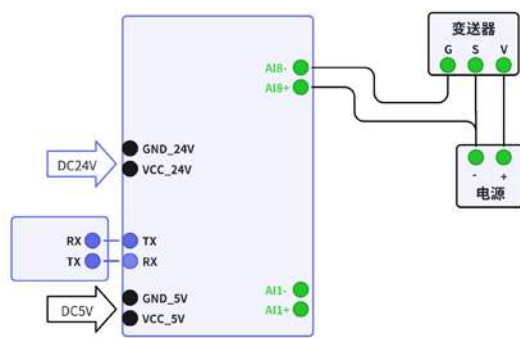 变送器
G S V
AI8-
AI8+
GND_24V
DC24V
VCC_24V
- +
电源
RX TX
TX RX
AI1-
GND_5V
AI1+
DC5V
VCC_5V